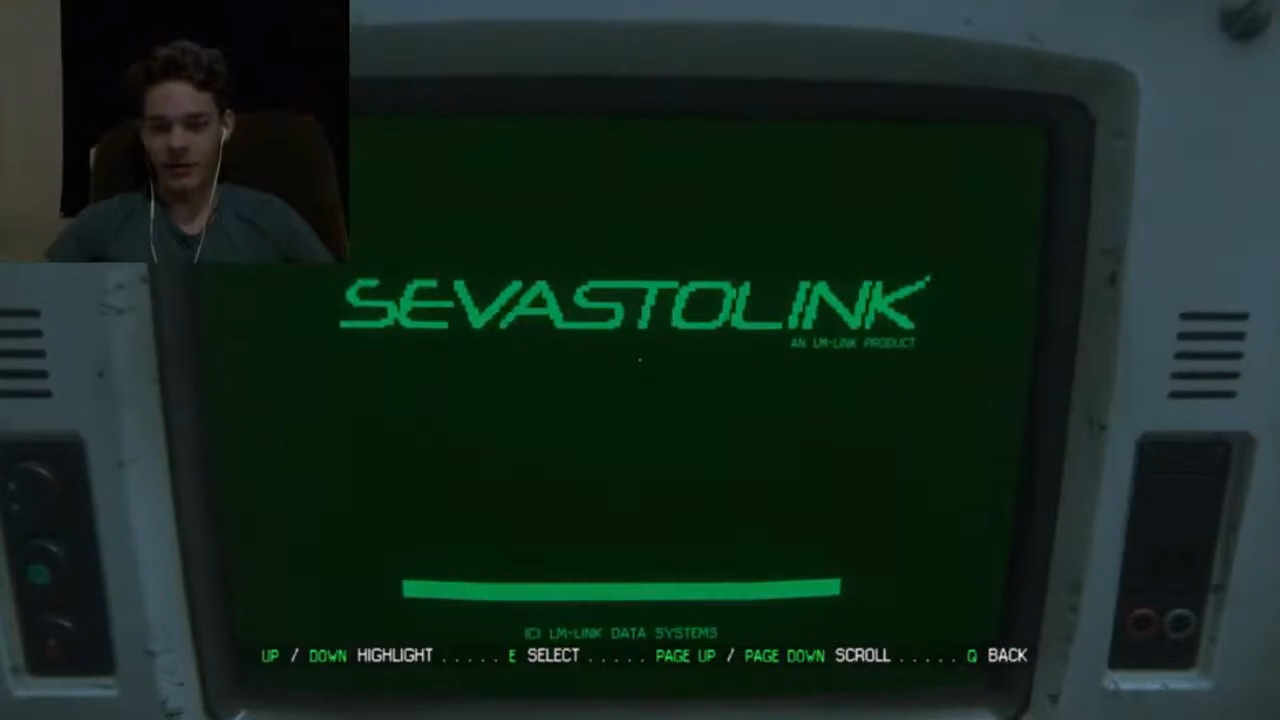 SEVASTOLINK
AN LM-LINK PRODUCT
(C) LM-LINK DATA SYSTEMS
UP / DOWN HIGHLIGHT ..... E SELECT ..... PAGE UP / PAGE DOWN SCROLL ..... Q BACK